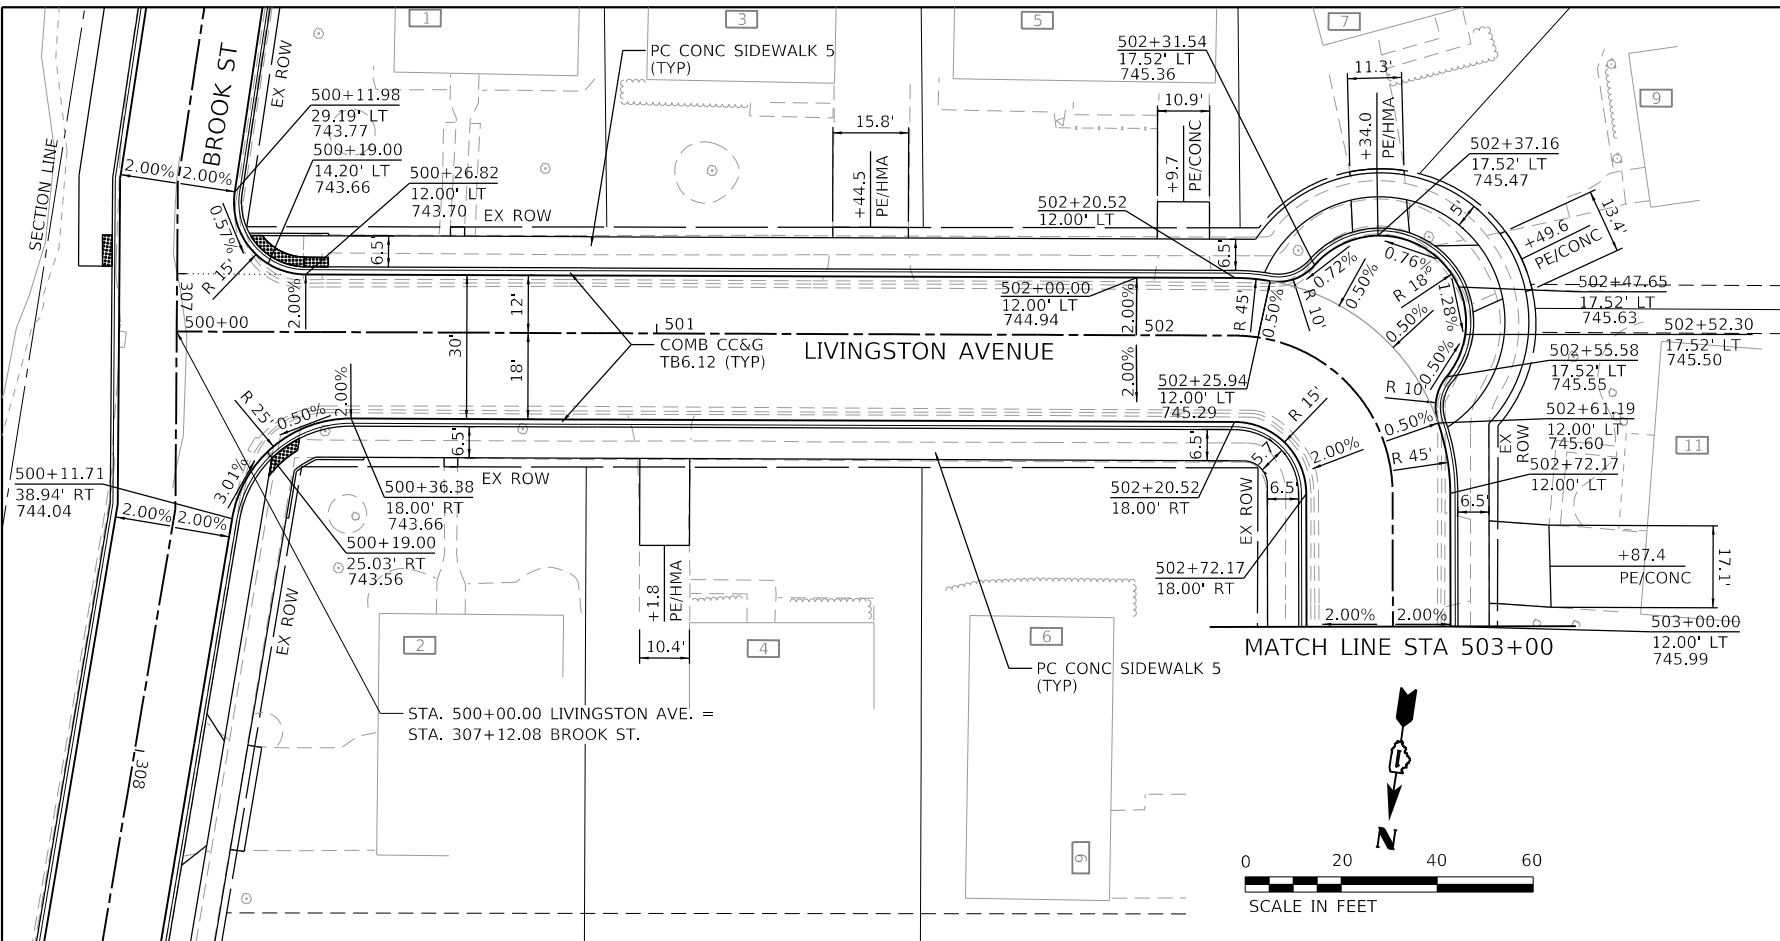 1
3
5
7
9
BROOK ST
EX ROW
PC CONC SIDEWALK 5
(TYP)
502+31.54
17.52' LT
745.36
11.3'
+34.0
PE/HMA
500+11.98
29.19' LT
743.77
500+19.00
14.20' LT
743.66
500+26.82
12.00' LT
743.70
EX ROW
15.8'
+44.5
PE/HMA
10.9'
+9.7
PE/CONC
502+37.16
17.52' LT
745.47
502+20.52
12.00' LT
5'
13.4'
+49.6
PE/CONC
SECTION LINE
2.00%
2.00%
0.57%
R 15'
6.5'
6.5'
2.00%
307
500+00
12'
30'
18'
501
COMB CC&G
TB6.12 (TYP)
LIVINGSTON AVENUE
502+00.00
12.00' LT
744.94
2.00%
502
2.00%
R 45'
0.50%
R 10'
0.72%
0.50%
0.76%
R 18'
1.28%
0.50%
0.50%
502+47.65
17.52' LT
745.63
502+52.30
17.52' LT
745.50
502+55.58
17.52' LT
745.55
R 10'
502+25.94
12.00' LT
745.29
R 15'
502+61.19
12.00' LT
745.60
0.50%
EX
ROW
11
R 25'
0.50%
2.00%
6.5'
6.5'
5.7'
2.00%
R 45'
502+72.17
12.00' LT
500+11.71
38.94' RT
744.04
3.01%
2.00%
2.00%
500+36.38
18.00' RT
743.66
EX ROW
502+20.52
18.00' RT
6.5'
6.5'
EX ROW
500+19.00
25.03' RT
743.56
502+72.17
18.00' RT
+87.4
PE/CONC
17.1'
EX ROW
+1.8
PE/HMA
10.4'
2
4
6
2.00%
2.00%
503+00.00
12.00' LT
745.99
MATCH LINE STA 503+00
PC CONC SIDEWALK 5
(TYP)
STA. 500+00.00 LIVINGSTON AVE. =
STA. 307+12.08 BROOK ST.
308
N
0 20 40 60
SCALE IN FEET